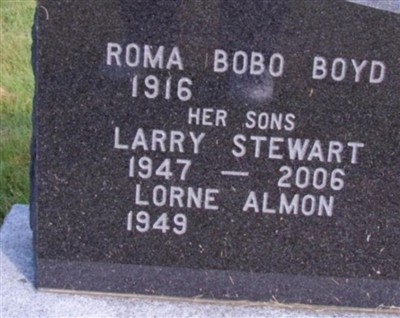 ROMA BOBO BOYD
1916
HER SONS
LARRY STEWART
1947 — 2006
LORNE ALMON
1949